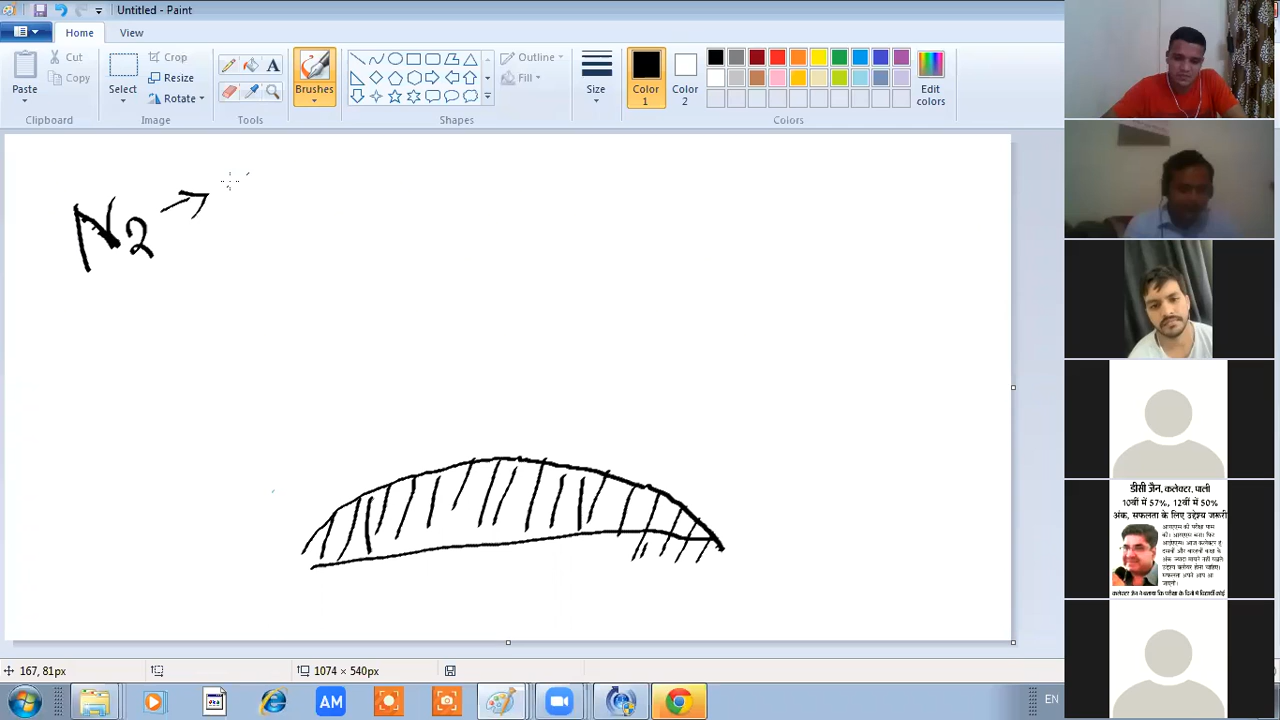 Untitled - Paint
Home
View
Paste
Cut
Copy
Clipboard
Select
Crop
Resize
Rotate
Image
A
Tools
Brushes
Outline
Fill
Shapes
Size
Color
1
Color
2
Edit
colors
Colors
N2 →
डीसी जैन, कलेक्टर, पाली
10वीं में 57%, 12वीं में 50%
अंक, सफलता के लिए उद्देश्य जरूरी
167, 81px
1074 × 540px
AM
EN